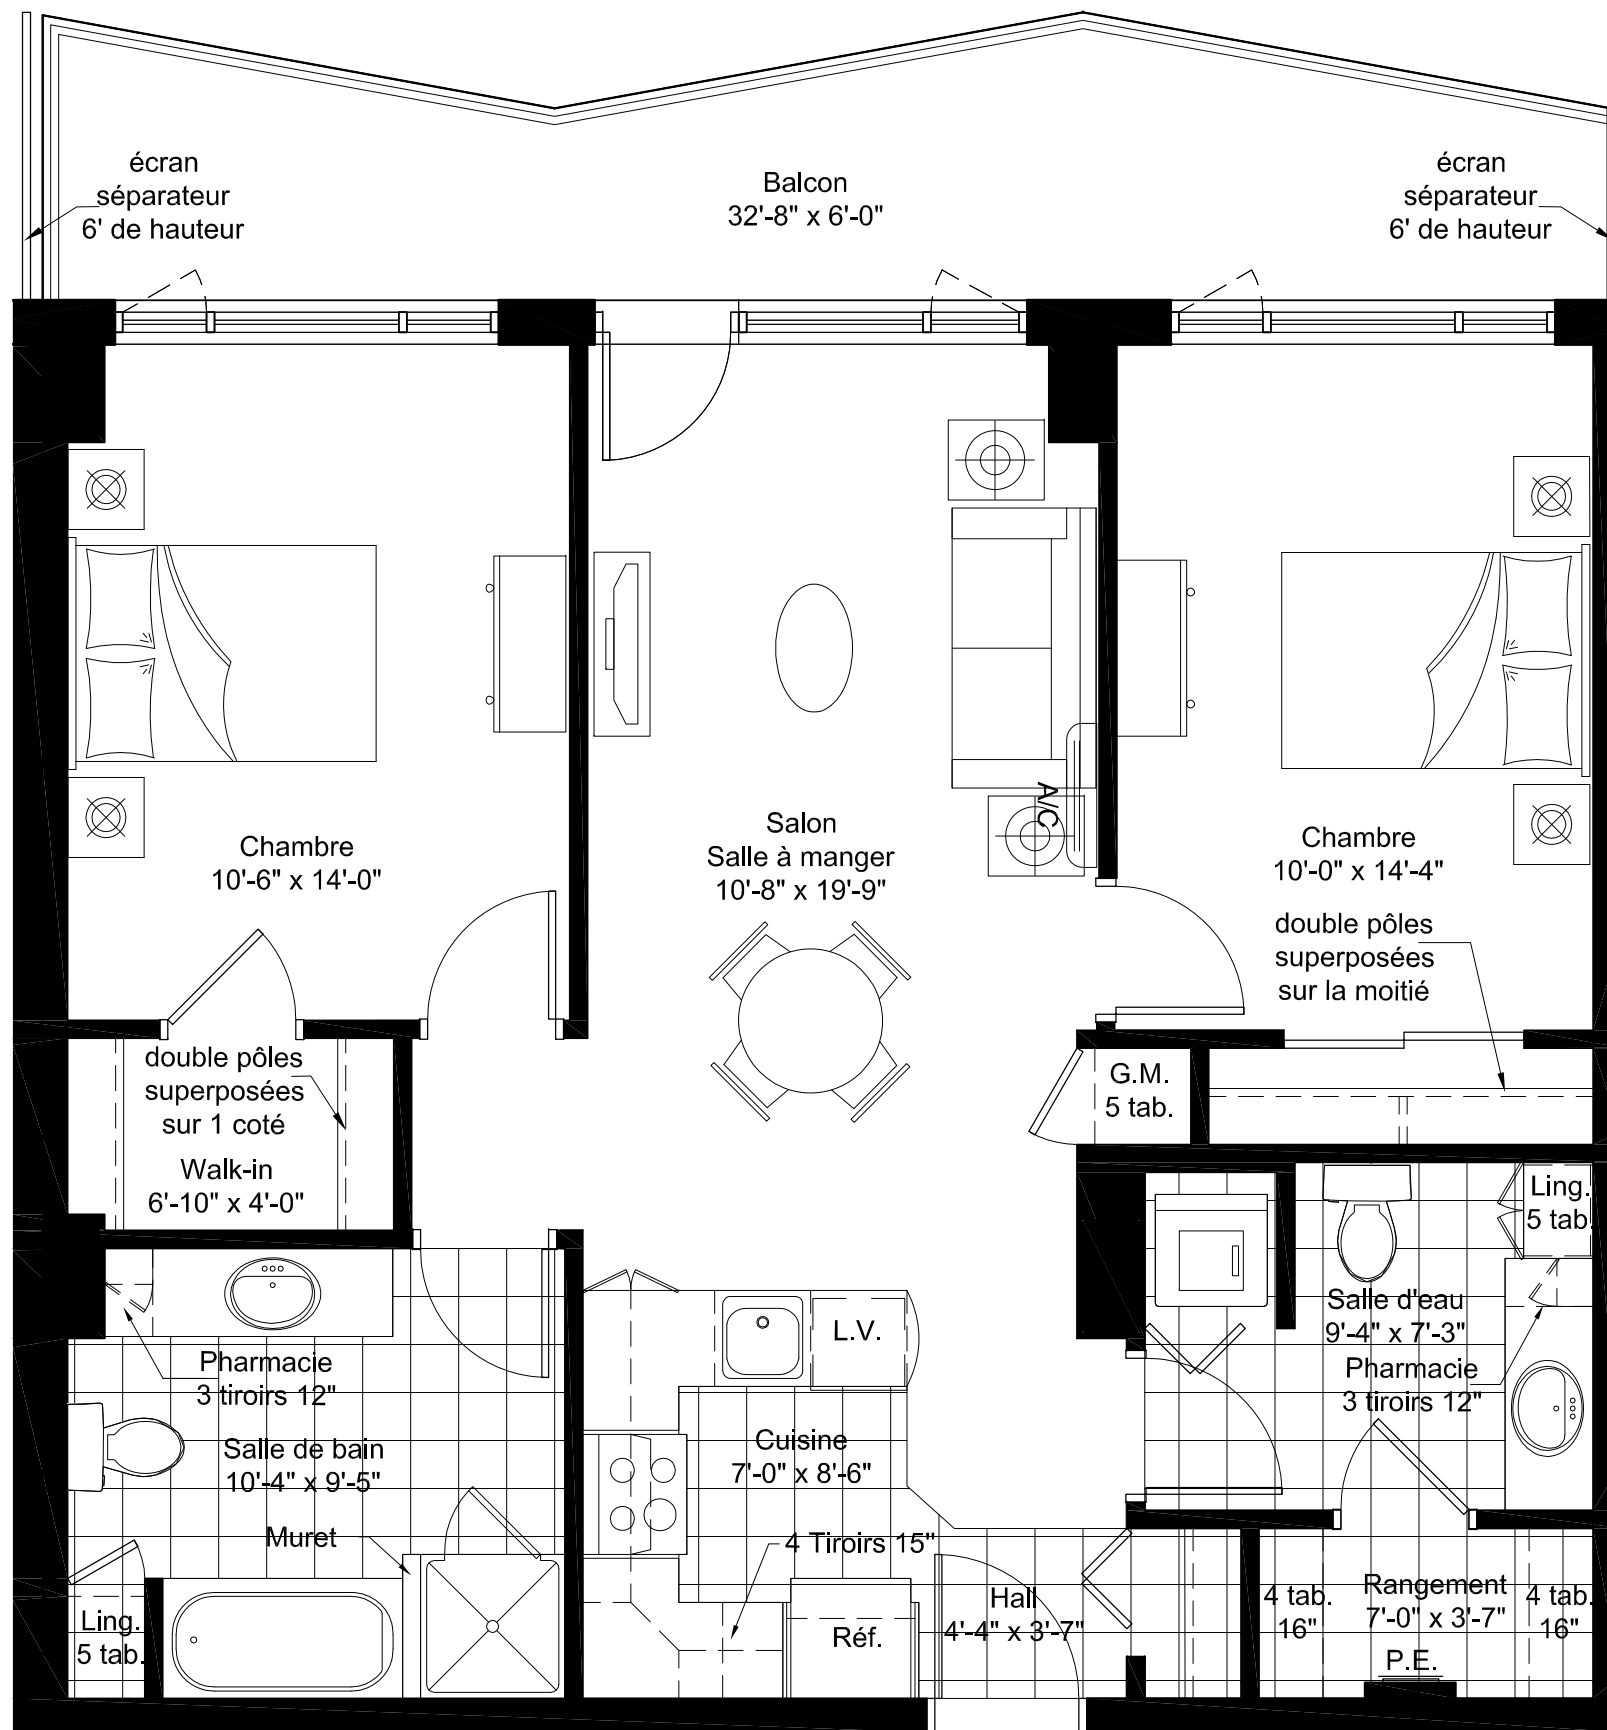 écran
séparateur
6' de hauteur
Balcon
32'-8" x 6'-0"
écran
séparateur
6' de hauteur
Chambre
10'-6" x 14'-0"
A/C
Salon
Salle à manger
10'-8" x 19'-9"
Chambre
10'-0" x 14'-4"
double pôles
superposées
sur la moitié
double pôles
superposées
sur 1 coté
Walk-in
6'-10" x 4'-0"
G.M.
5 tab.
Ling.
5 tab.
L.V.
Salle d'eau
9'-4" x 7'-3"
Pharmacie
3 tiroirs 12"
Pharmacie
3 tiroirs 12"
Salle de bain
10'-4" x 9'-5"
Cuisine
7'-0" x 8'-6"
Muret
4 Tiroirs 15"
Ling.
5 tab.
Réf.
Hall
4'-4" x 3'-7"
4 tab.
16"
Rangement
7'-0" x 3'-7"
4 tab.
16"
P.E.